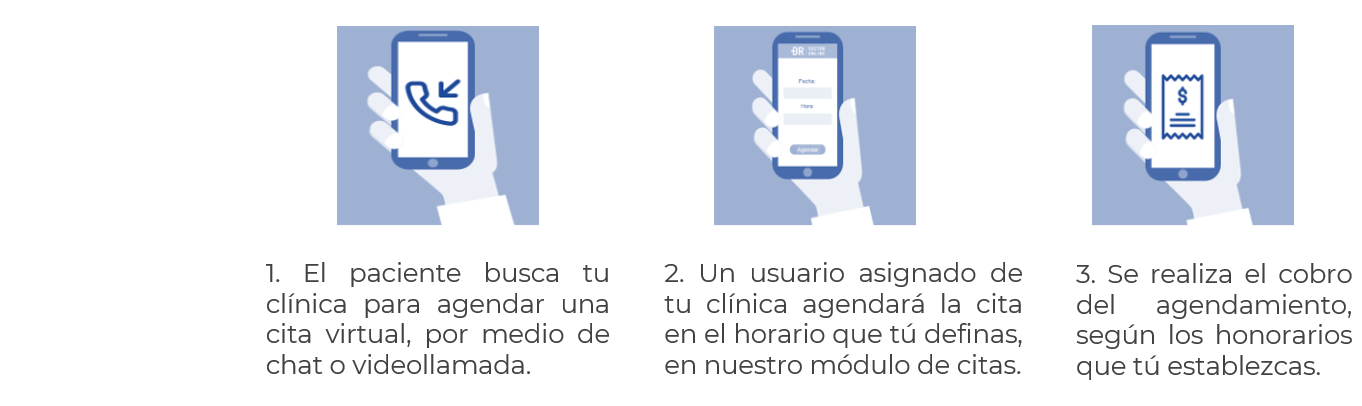 ĐR DOCTOR
ONLINE
Fecha:
Hora:
Agendar
$
1. El paciente busca tu
clínica para agendar una
cita virtual, por medio de
chat o videollamada.
2. Un usuario asignado de
tu clínica agendará la cita
en el horario que tú definas,
en nuestro módulo de citas.
3. Se realiza el cobro
del agendamiento,
según los honorarios
que tú establezcas.